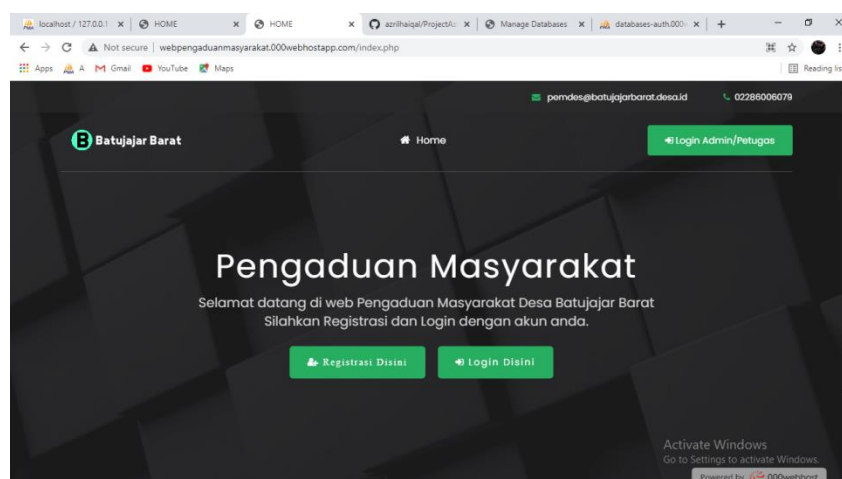 localhost / 127.0.0.1
HOME
HOME
azrilhaiqal/ProjectAz
Manage Databases
databases-auth.000
Not secure | webpengaduanmasyarakat.000webhostapp.com/index.php
Apps A Gmail YouTube Maps Reading lis
pemdes@batujajarbarat.desa.id 02286006079
B Batujajar Barat Home Login Admin/Petugas
Pengaduan Masyarakat
Selamat datang di web Pengaduan Masyarakat Desa Batujajar Barat
Silahkan Registrasi dan Login dengan akun anda.
Registrasi Disini Login Disini
Activate Windows
Go to Settings to activate Windows.
Powered by 000webhost